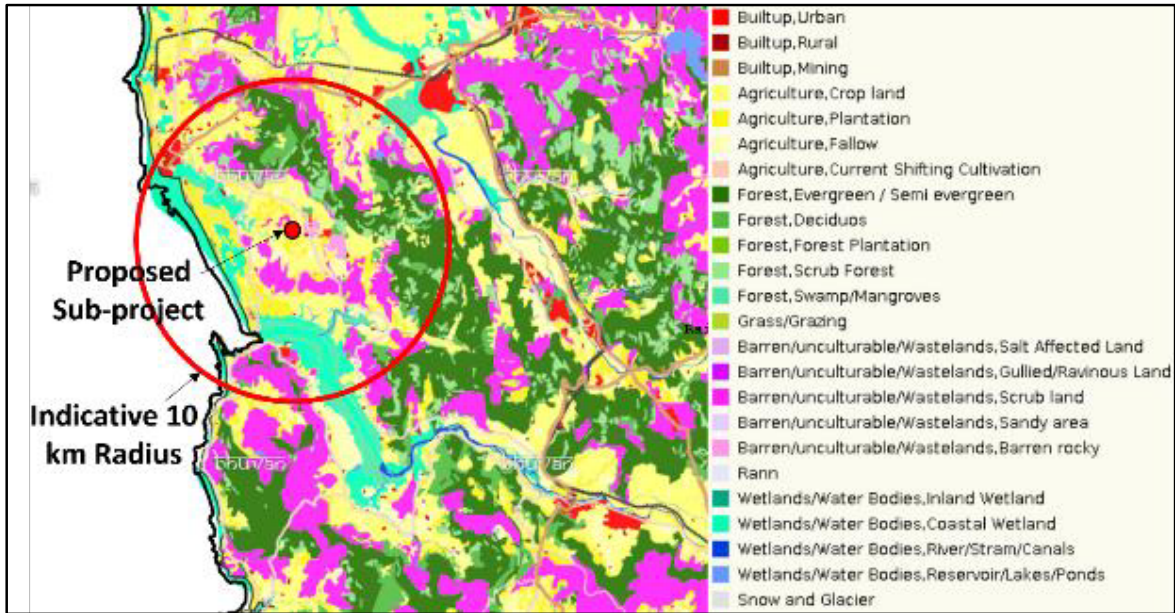 Proposed
Sub-project
Indicative 10
km Radius
bhuvan
bhuvan
bhuvan
bhuvan
Builtup,Urban
Builtup,Rural
Builtup,Mining
Agriculture,Crop land
Agriculture,Plantation
Agriculture,Fallow
Agriculture,Current Shifting Cultivation
Forest,Evergreen / Semi evergreen
Forest,Deciduos
Forest,Forest Plantation
Forest,Scrub Forest
Forest,Swamp/Mangroves
Grass/Grazing
Barren/unculturable/Wastelands,Salt Affected Land
Barren/unculturable/Wastelands,Gullied/Ravinous Land
Barren/unculturable/Wastelands,Scrub land
Barren/unculturable/Wastelands,Sandy area
Barren/unculturable/Wastelands,Barren rocky
Rann
Wetlands/Water Bodies,Inland Wetland
Wetlands/Water Bodies,Coastal Wetland
Wetlands/Water Bodies,River/Stram/Canals
Wetlands/Water Bodies,Reservoir/Lakes/Ponds
Snow and Glacier